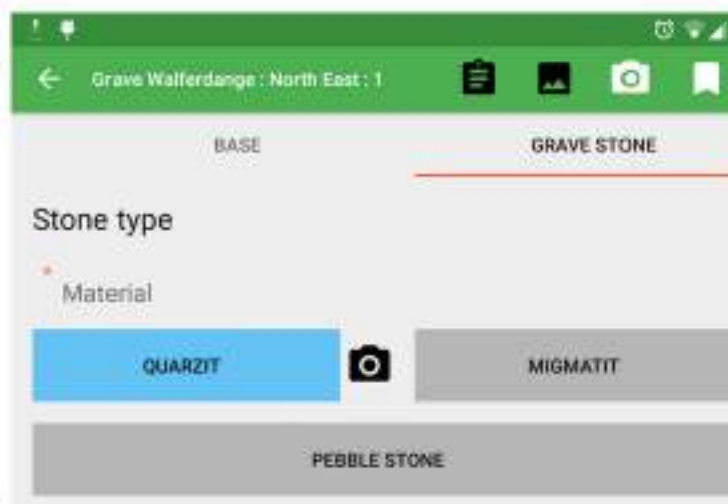 Grave Walferdange : North East : 1
BASE GRAVE STONE
Stone type
* Material
QUARZIT MIGMATIT
PEBBLE STONE